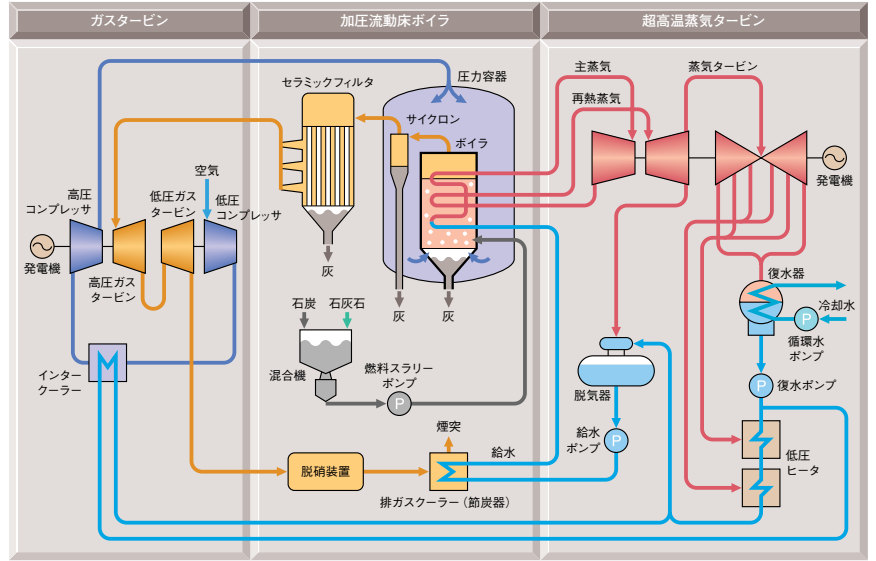 ガスタービン
加圧流動床ボイラ
超高温蒸気タービン
セラミックフィルタ
圧力容器
サイクロン
ボイラ
主蒸気
再熱蒸気
蒸気タービン
発電機
空気
高圧
コンプレッサ
低圧ガス
タービン
低圧
コンプレッサ
発電機
高圧ガス
タービン
灰
灰
灰
石炭
石灰石
混合機
燃料スラリー
ポンプ
P
インター
クーラー
復水器
冷却水
P
循環水
ポンプ
脱気器
P
復水ポンプ
給水
ポンプ
P
低圧
ヒータ
煙突
給水
脱硝装置
排ガスクーラー(節炭器)